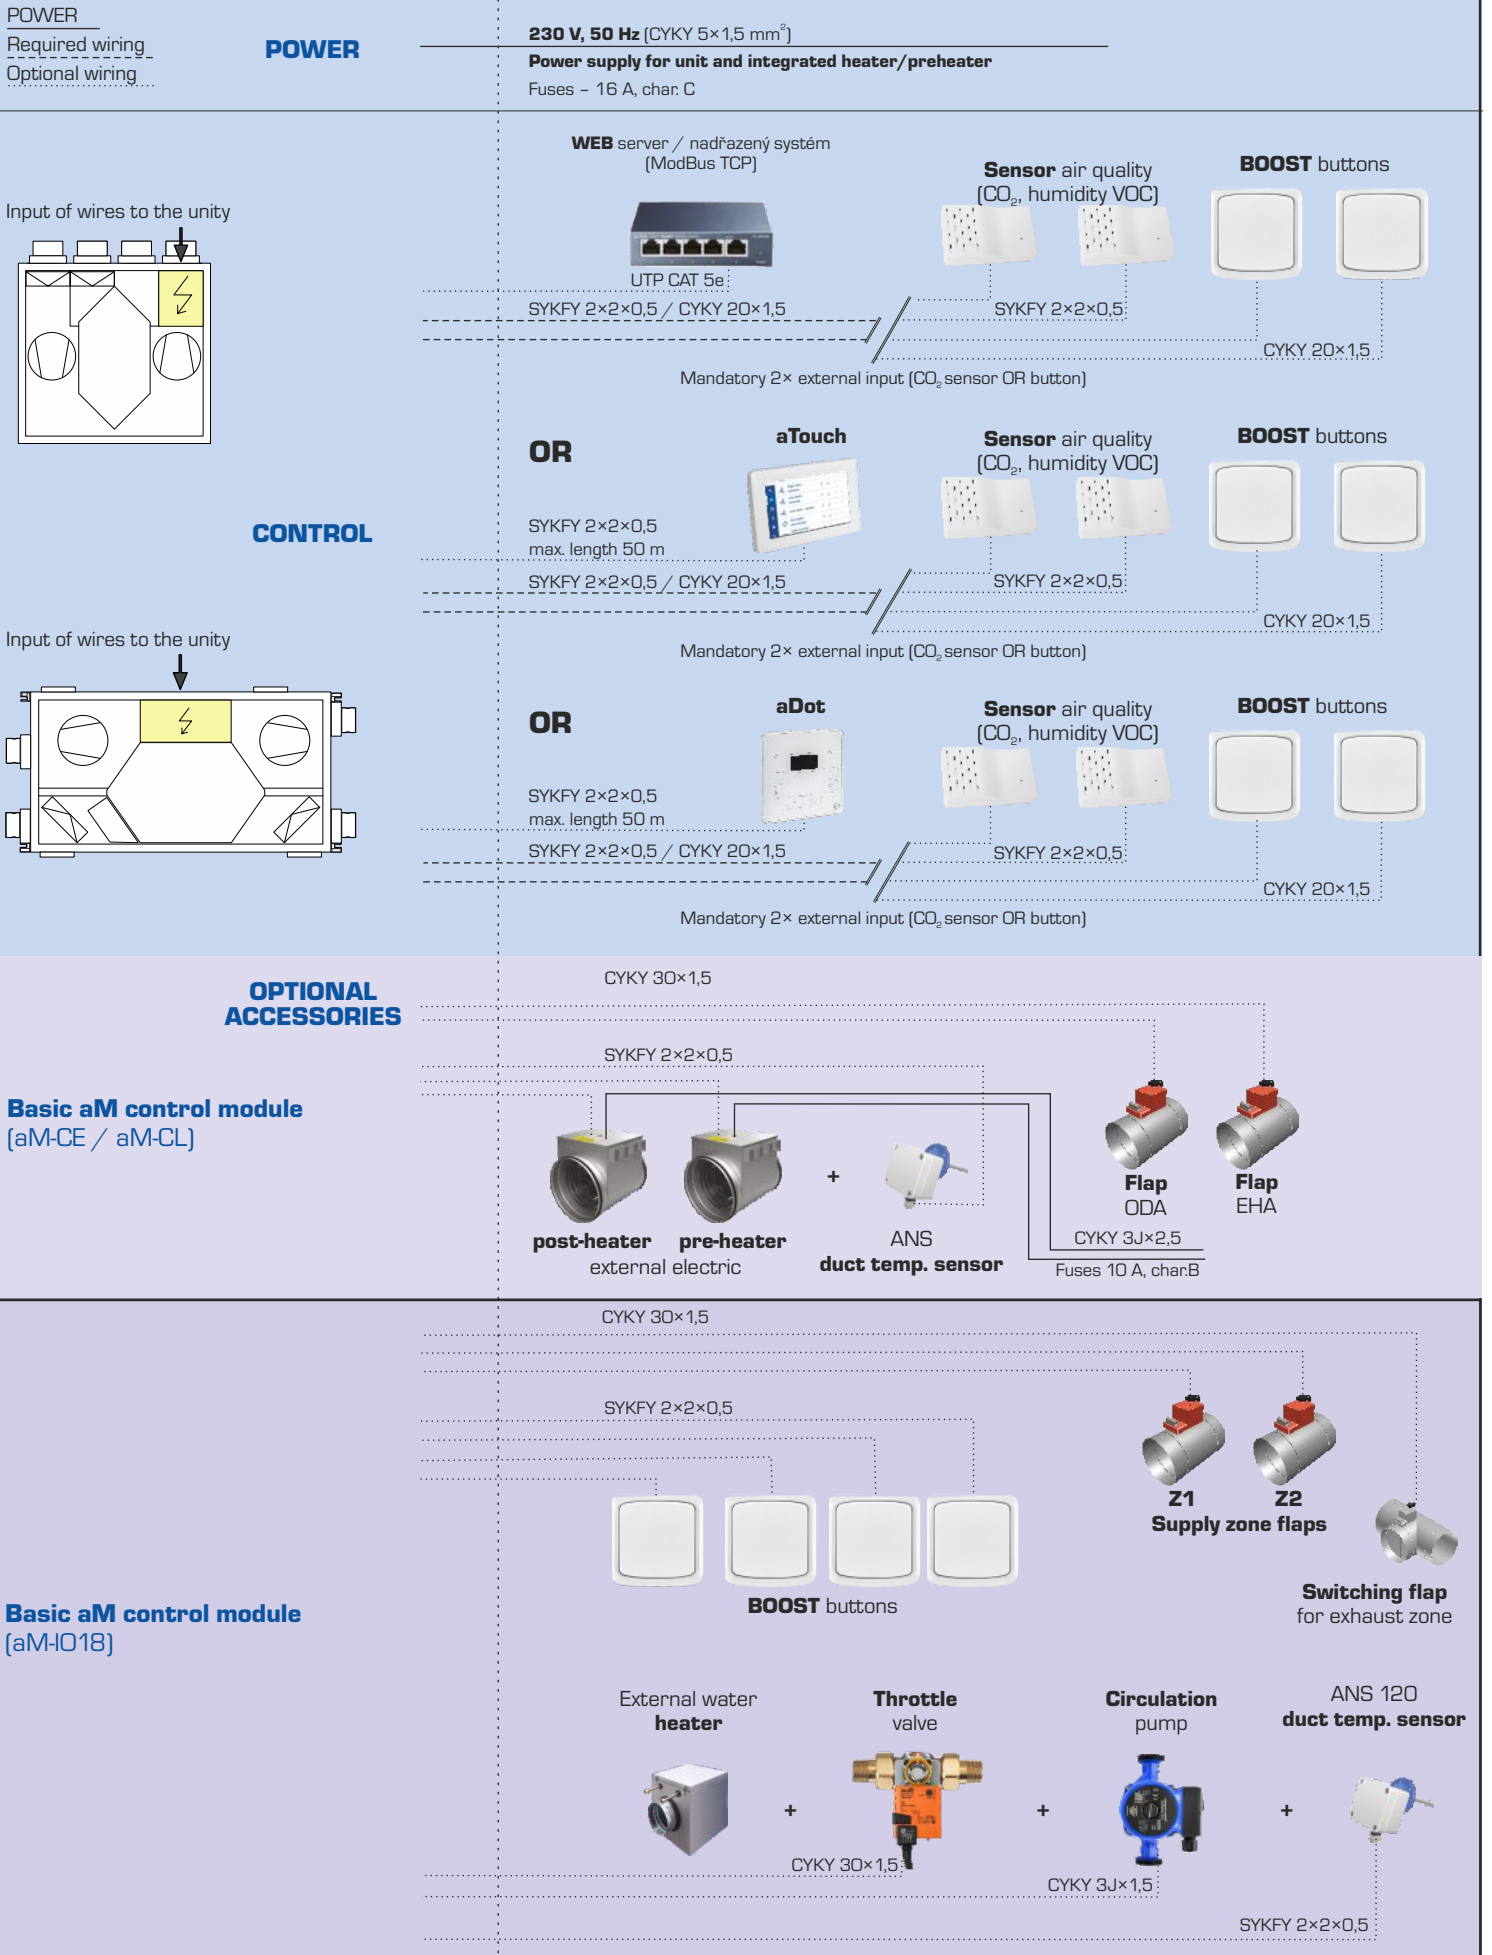 POWER
Required wiring
Optional wiring
POWER
230 V, 50 Hz (CYKY 5×1,5 mm²)
Power supply for unit and integrated heater/preheater
Fuses – 16 A, char. C
WEB server / nadřazený systém
(ModBus TCP)
Sensor air quality
(CO₂, humidity VOC)
BOOST buttons
Input of wires to the unity
UTP CAT 5e
SYKFY 2×2×0,5 / CYKY 2O×1,5
SYKFY 2×2×0,5
CYKY 2O×1,5
Mandatory 2× external input (CO₂ sensor OR button)
OR
aTouch
Sensor air quality
(CO₂, humidity VOC)
BOOST buttons
CONTROL
SYKFY 2×2×0,5
max. length 50 m
SYKFY 2×2×0,5 / CYKY 2O×1,5
SYKFY 2×2×0,5
CYKY 2O×1,5
Input of wires to the unity
Mandatory 2× external input (CO₂ sensor OR button)
OR
aDot
Sensor air quality
(CO₂, humidity VOC)
BOOST buttons
SYKFY 2×2×0,5
max. length 50 m
SYKFY 2×2×0,5 / CYKY 2O×1,5
SYKFY 2×2×0,5
CYKY 2O×1,5
Mandatory 2× external input (CO₂ sensor OR button)
OPTIONAL
ACCESSORIES
CYKY 3O×1,5
SYKFY 2×2×0,5
Basic aM control module
(aM-CE / aM-CL)
+
Flap
ODA
Flap
EHA
post-heater
pre-heater
external electric
ANS
duct temp. sensor
CYKY 3J×2,5
Fuses 10 A, char.B
CYKY 3O×1,5
SYKFY 2×2×0,5
Z1
Z2
Supply zone flaps
Switching flap
for exhaust zone
BOOST buttons
Basic aM control module
(aM-IO18)
External water
heater
Throttle
valve
Circulation
pump
ANS 120
duct temp. sensor
+
+
+
CYKY 3O×1,5
CYKY 3J×1,5
SYKFY 2×2×0,5